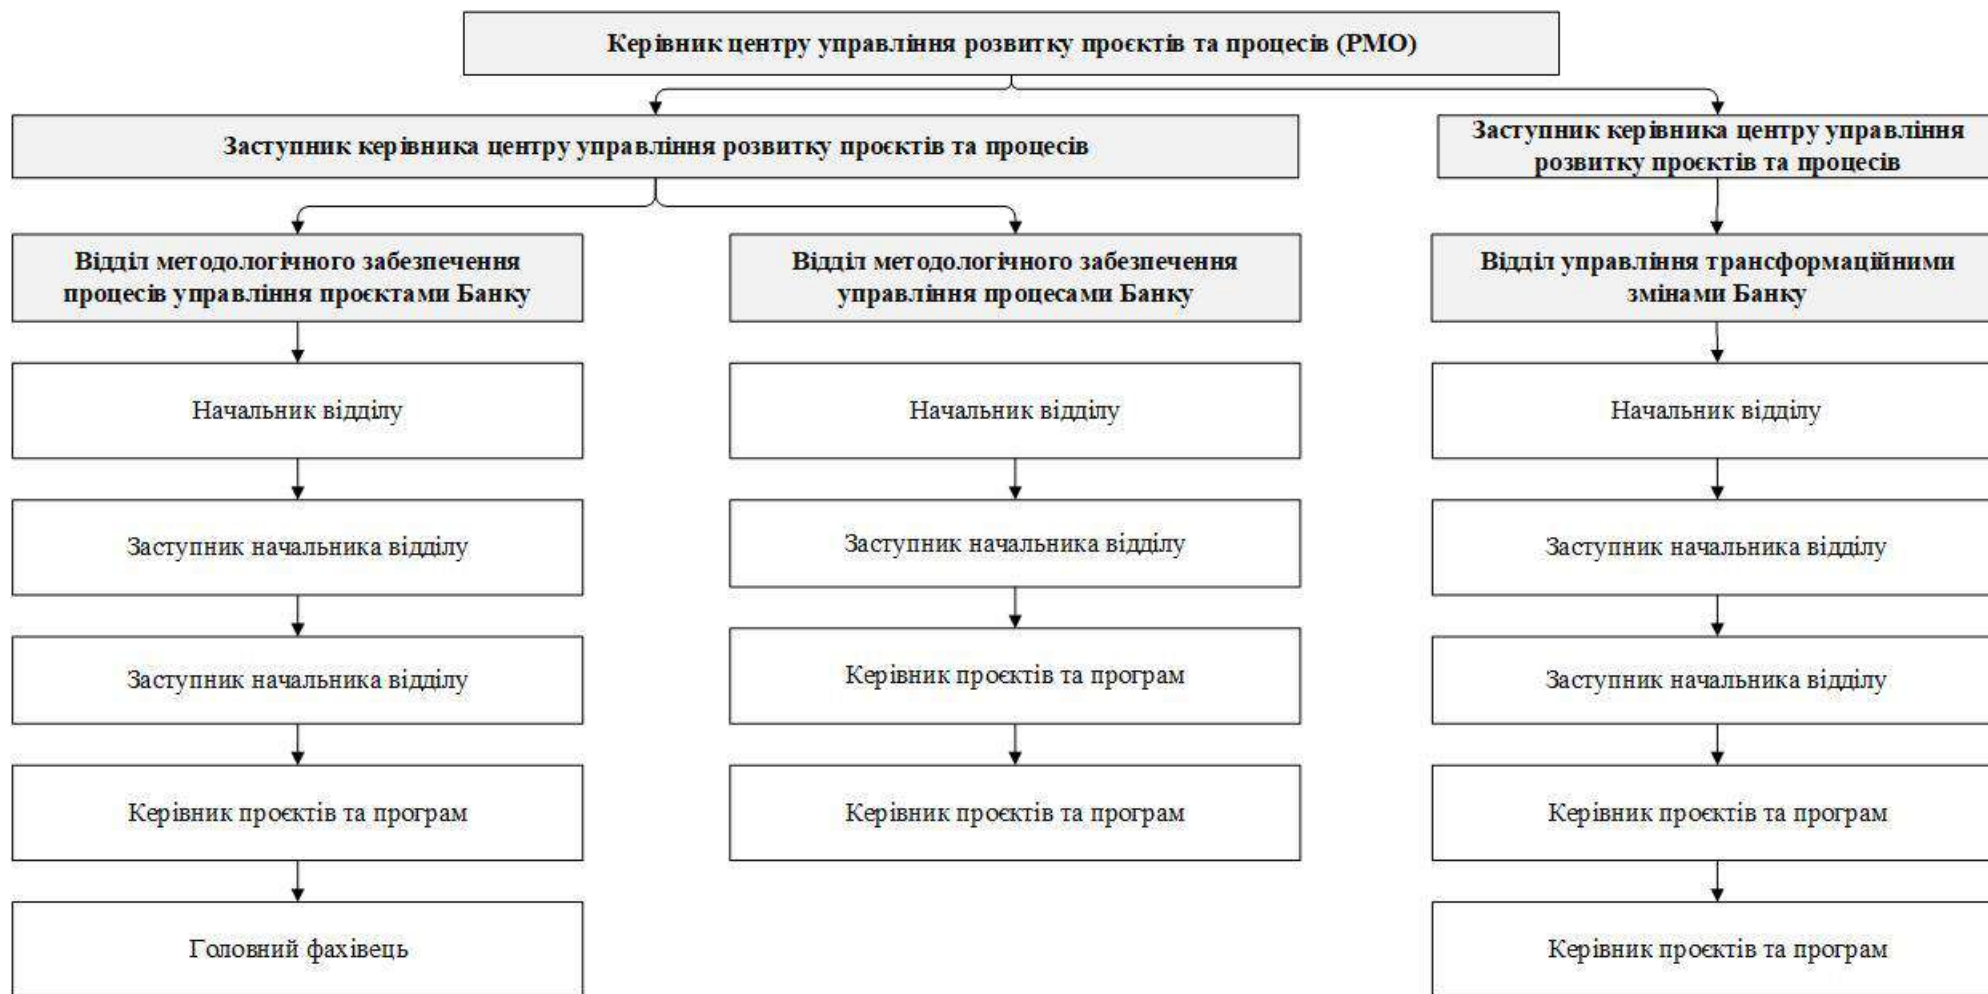 Керівник центру управління розвитку проєктів та процесів (РМО)
Заступник керівника центру управління розвитку проєктів та процесів
Заступник керівника центру управління
розвитку проєктів та процесів
Відділ методологічного забезпечення
процесів управління проєктами Банку
Відділ методологічного забезпечення
управління процесами Банку
Відділ управління трансформаційними
змінами Банку
Начальник відділу
Начальник відділу
Начальник відділу
Заступник начальника відділу
Заступник начальника відділу
Заступник начальника відділу
Заступник начальника відділу
Керівник проєктів та програм
Заступник начальника відділу
Керівник проєктів та програм
Керівник проєктів та програм
Керівник проєктів та програм
Головний фахівець
Керівник проєктів та програм